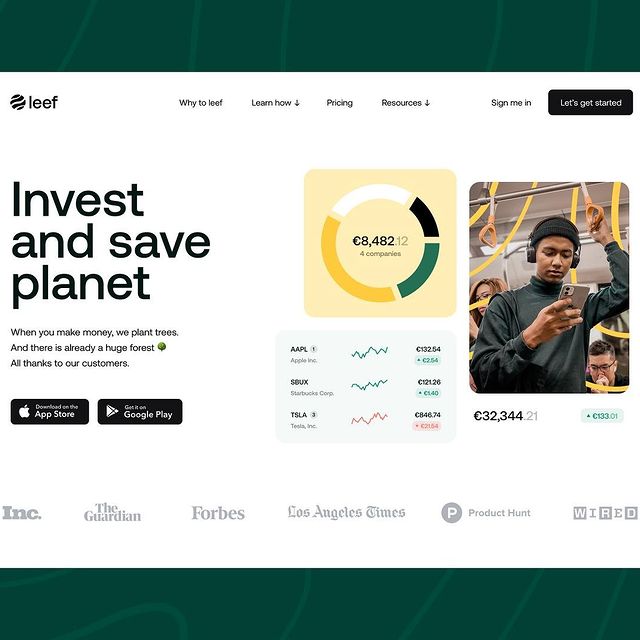 leef
Why to leef
Learn how ↓
Pricing
Resources ↓
Sign me in
Let's get started
Invest
and save
planet
When you make money, we plant trees.
And there is already a huge forest 🌳
All thanks to our customers.
Download on the
App Store
Get it on
Google Play
€8,482.12
4 companies
AAPL 1
€132.54
Apple Inc.
▲ €2.54
SBUX
€121.26
Starbucks Corp.
▲ €1.40
TSLA 3
€846.74
Tesla, Inc.
▲ €21.54
€32,344.21
▲ €133.01
Inc.
The
Guardian
Forbes
Los Angeles Times
P Product Hunt
WIRED